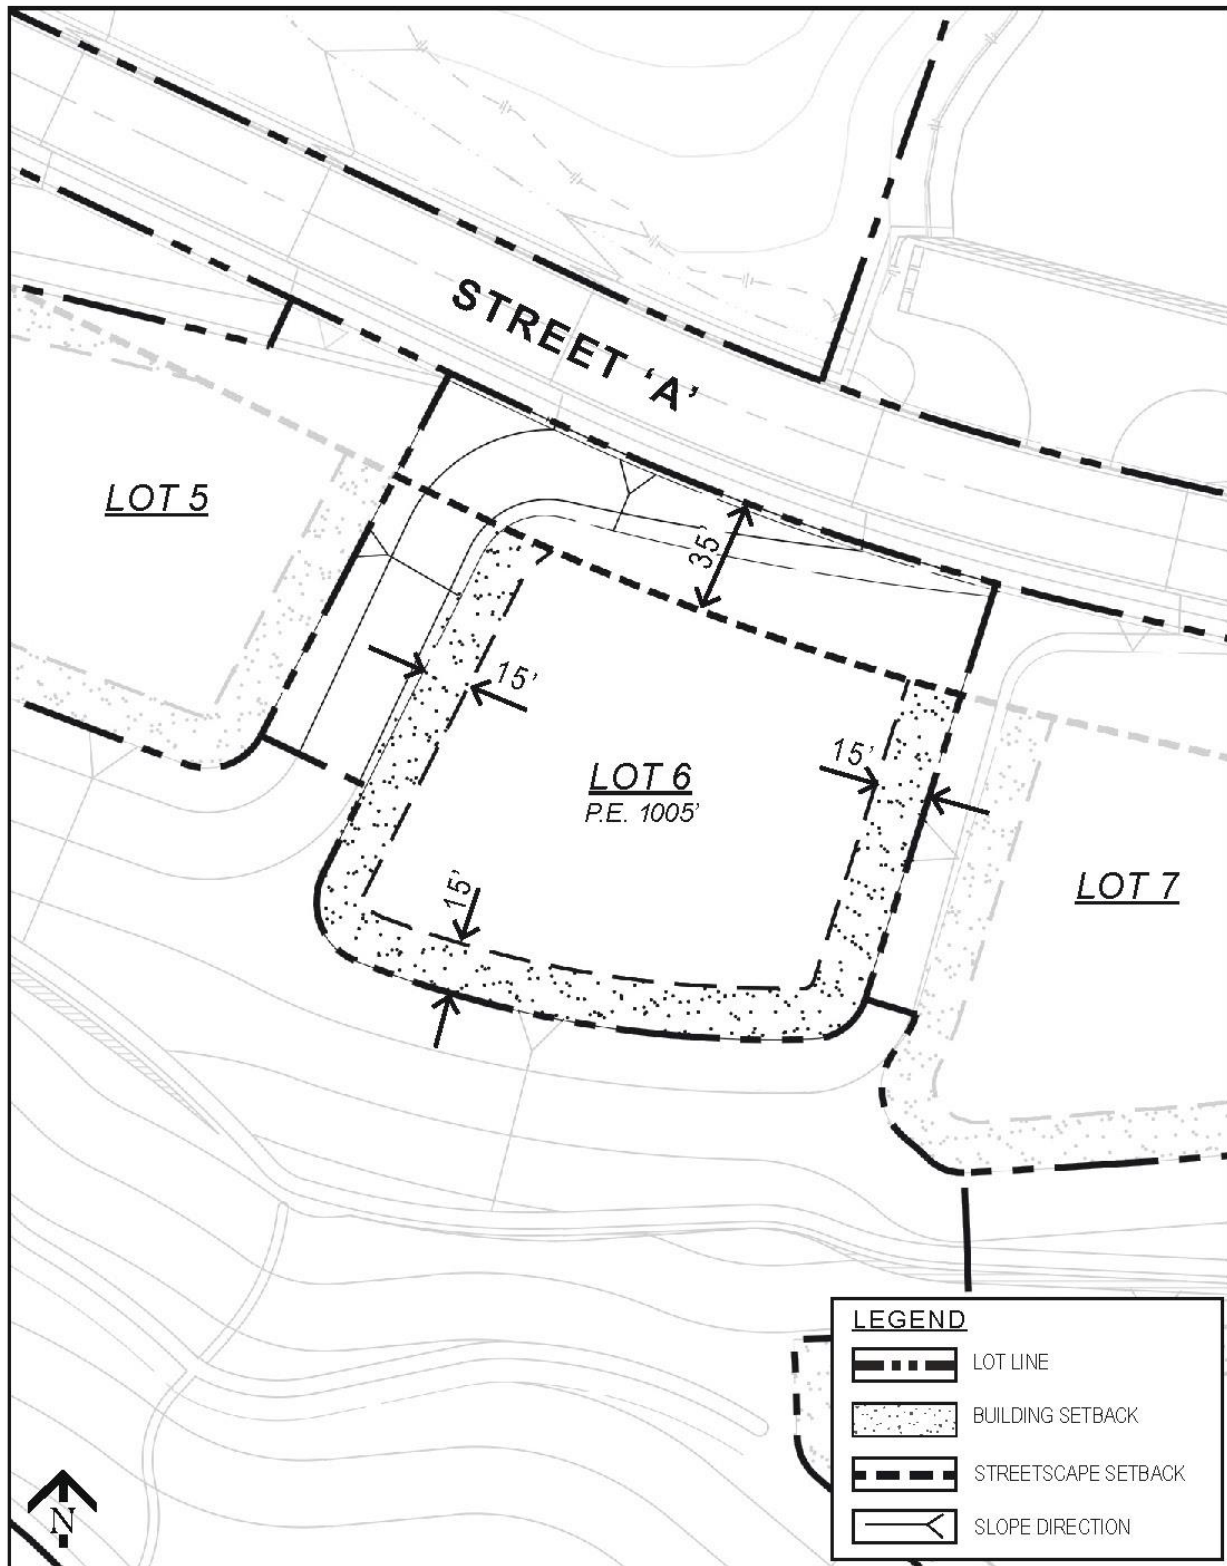 STREET ‘A’
LOT 5
35’
15’
LOT 6
P.E. 1005’
15’
15’
LOT 7
LEGEND
LOT LINE
BUILDING SETBACK
STREETSCAPE SETBACK
SLOPE DIRECTION
N